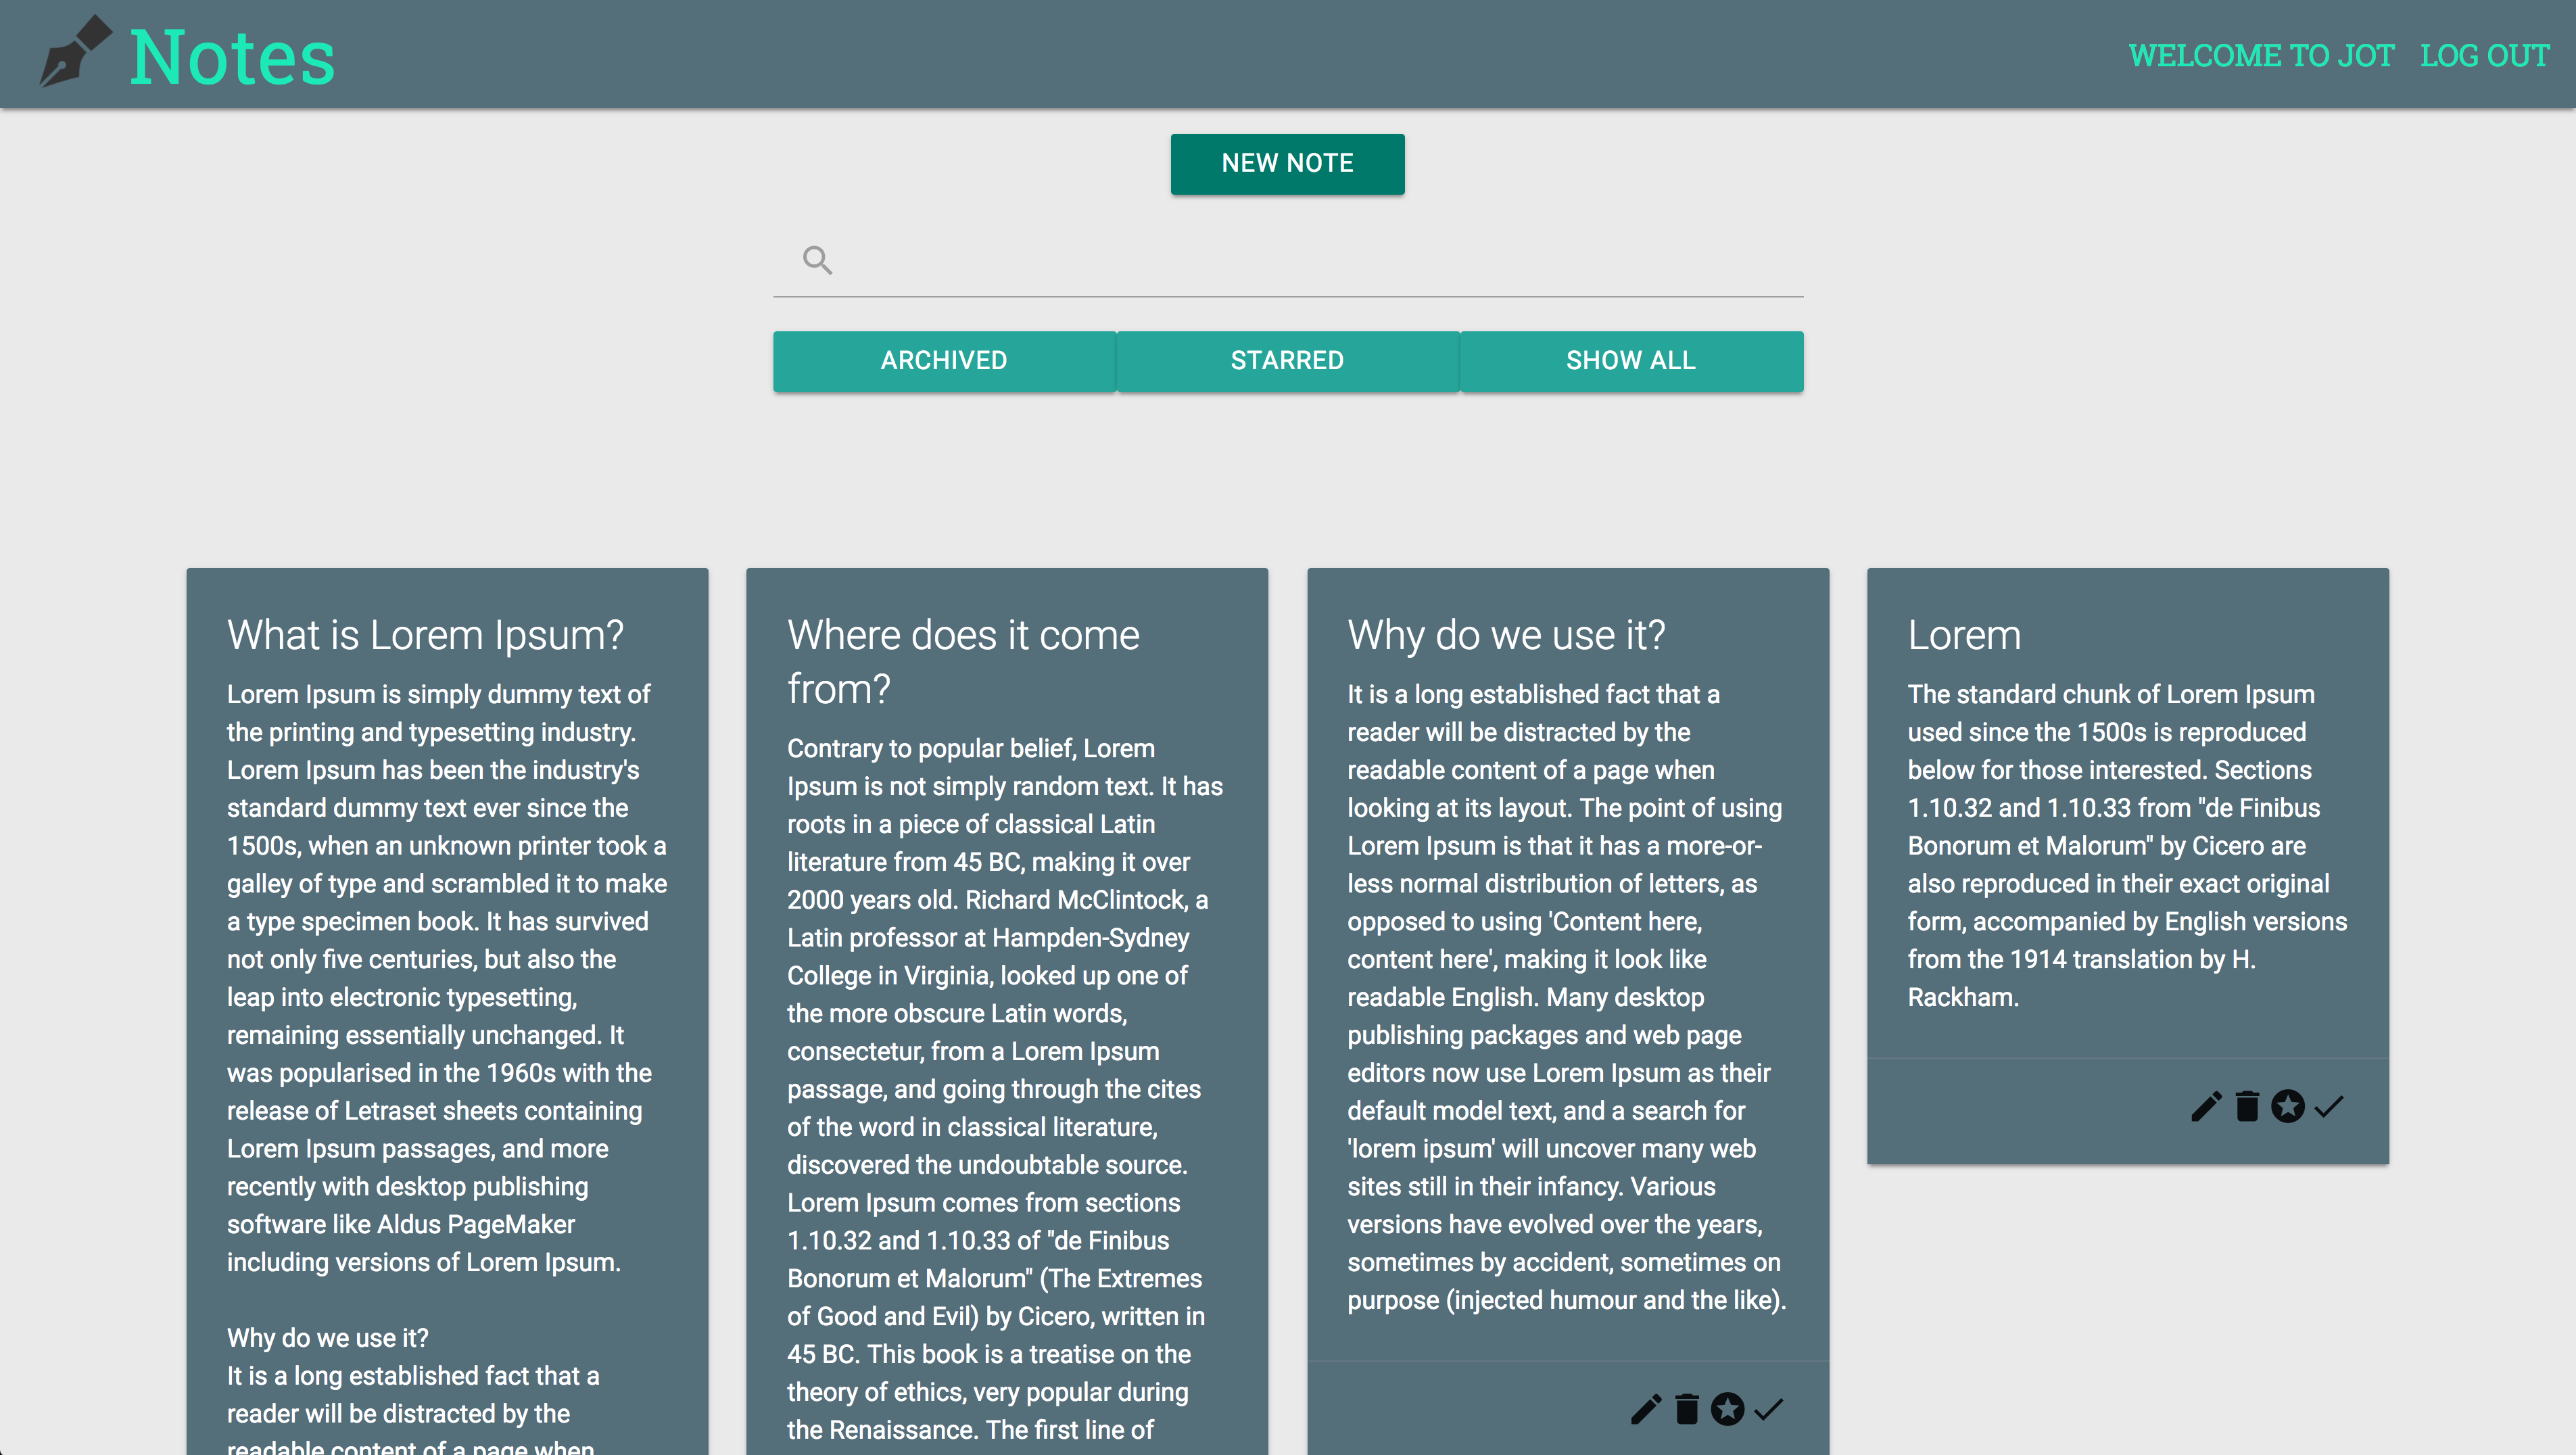 Notes
WELCOME TO JOT
LOG OUT
NEW NOTE
ARCHIVED
STARRED
SHOW ALL
What is Lorem Ipsum?
Lorem Ipsum is simply dummy text of
the printing and typesetting industry.
Lorem Ipsum has been the industry's
standard dummy text ever since the
1500s, when an unknown printer took a
galley of type and scrambled it to make
a type specimen book. It has survived
not only five centuries, but also the
leap into electronic typesetting,
remaining essentially unchanged. It
was popularised in the 1960s with the
release of Letraset sheets containing
Lorem Ipsum passages, and more
recently with desktop publishing
software like Aldus PageMaker
including versions of Lorem Ipsum.
Why do we use it?
It is a long established fact that a
reader will be distracted by the
readable content of a page when
Where does it come
from?
Contrary to popular belief, Lorem
Ipsum is not simply random text. It has
roots in a piece of classical Latin
literature from 45 BC, making it over
2000 years old. Richard McClintock, a
Latin professor at Hampden-Sydney
College in Virginia, looked up one of
the more obscure Latin words,
consectetur, from a Lorem Ipsum
passage, and going through the cites
of the word in classical literature,
discovered the undoubtable source.
Lorem Ipsum comes from sections
1.10.32 and 1.10.33 of "de Finibus
Bonorum et Malorum" (The Extremes
of Good and Evil) by Cicero, written in
45 BC. This book is a treatise on the
theory of ethics, very popular during
the Renaissance. The first line of
Why do we use it?
It is a long established fact that a
reader will be distracted by the
readable content of a page when
looking at its layout. The point of using
Lorem Ipsum is that it has a more-or-
less normal distribution of letters, as
opposed to using 'Content here,
content here', making it look like
readable English. Many desktop
publishing packages and web page
editors now use Lorem Ipsum as their
default model text, and a search for
'lorem ipsum' will uncover many web
sites still in their infancy. Various
versions have evolved over the years,
sometimes by accident, sometimes on
purpose (injected humour and the like).
Lorem
The standard chunk of Lorem Ipsum
used since the 1500s is reproduced
below for those interested. Sections
1.10.32 and 1.10.33 from "de Finibus
Bonorum et Malorum" by Cicero are
also reproduced in their exact original
form, accompanied by English versions
from the 1914 translation by H.
Rackham.